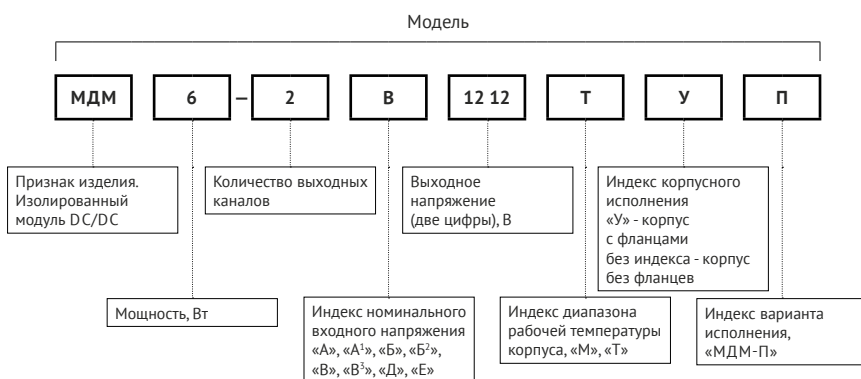 Модель
МДМ 6 – 2 В 12 12 Т У П
Признак изделия.
Изолированный
модуль DC/DC
Количество выходных
каналов
Выходное
напряжение
(две цифры), В
Индекс корпусного
исполнения
«У» - корпус
с фланцами
без индекса - корпус
без фланцев
Мощность, Вт
Индекс номинального
входного напряжения
«А», «А¹», «Б», «Б²»,
«В», «В³», «Д», «Е»
Индекс диапазона
рабочей температуры
корпуса, «М», «Т»
Индекс варианта
исполнения,
«МДМ-П»